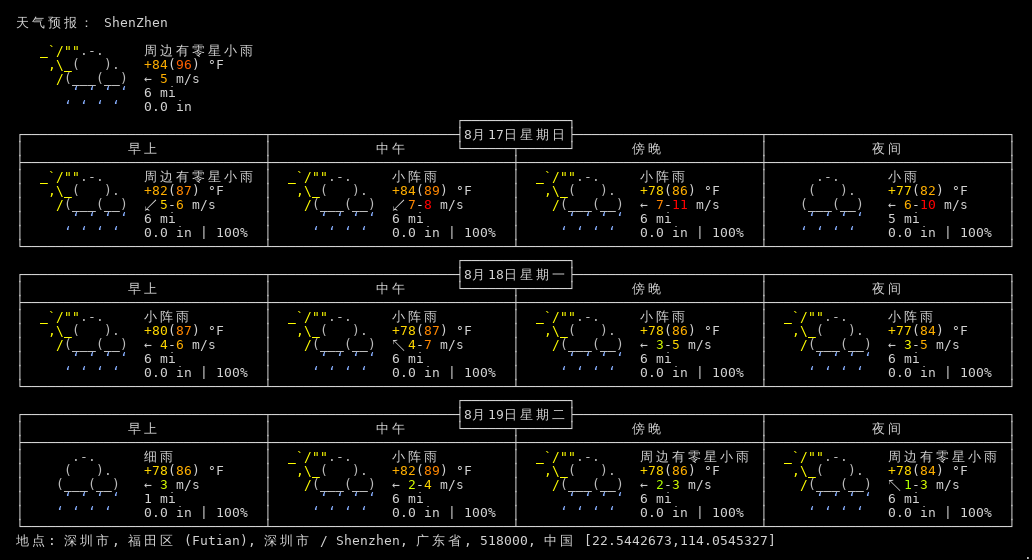 天气预报： ShenZhen
周边有零星小雨
+84(96) °F
← 5 m/s
6 mi
0.0 in
8月17日星期日
早上 中午 傍晚 夜间
周边有零星小雨 小阵雨 小阵雨 小雨
+82(87) °F +84(89) °F +78(86) °F +77(82) °F
↙ 5-6 m/s ↙ 7-8 m/s ← 7-11 m/s ← 6-10 m/s
6 mi 6 mi 6 mi 5 mi
0.0 in | 100% 0.0 in | 100% 0.0 in | 100% 0.0 in | 100%
8月18日星期一
早上 中午 傍晚 夜间
小阵雨 小阵雨 小阵雨 小阵雨
+80(87) °F +78(87) °F +78(86) °F +77(84) °F
← 4-6 m/s ↖ 4-7 m/s ← 3-5 m/s ← 3-5 m/s
6 mi 6 mi 6 mi 6 mi
0.0 in | 100% 0.0 in | 100% 0.0 in | 100% 0.0 in | 100%
8月19日星期二
早上 中午 傍晚 夜间
细雨 小阵雨 周边有零星小雨 周边有零星小雨
+78(86) °F +82(89) °F +78(86) °F +78(84) °F
← 3 m/s ← 2-4 m/s ← 2-3 m/s ↖ 1-3 m/s
1 mi 6 mi 6 mi 6 mi
0.0 in | 100% 0.0 in | 100% 0.0 in | 100% 0.0 in | 100%
地点: 深圳市, 福田区 (Futian), 深圳市 / Shenzhen, 广东省, 518000, 中国 [22.5442673,114.0545327]